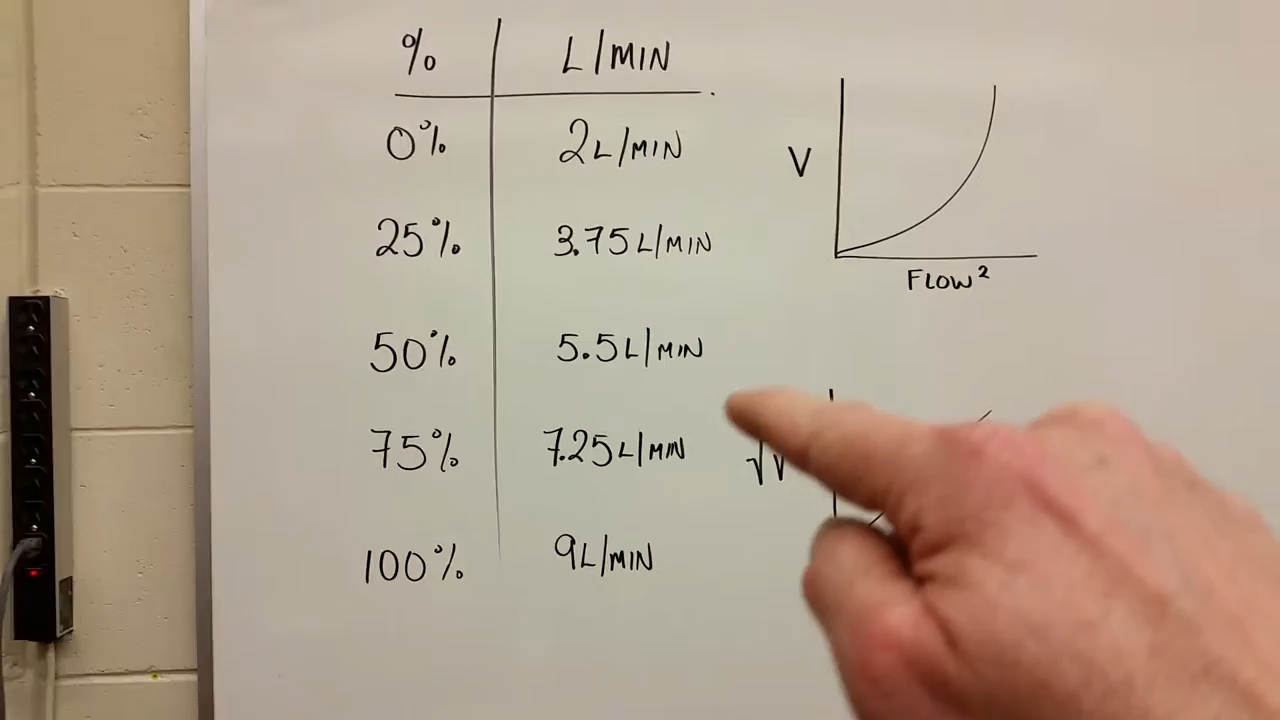 % L/MIN
0% 2L/MIN
25% 3.75L/MIN
50% 5.5L/MIN
75% 7.25L/MIN
100% 9L/MIN
V
FLOW²
√V